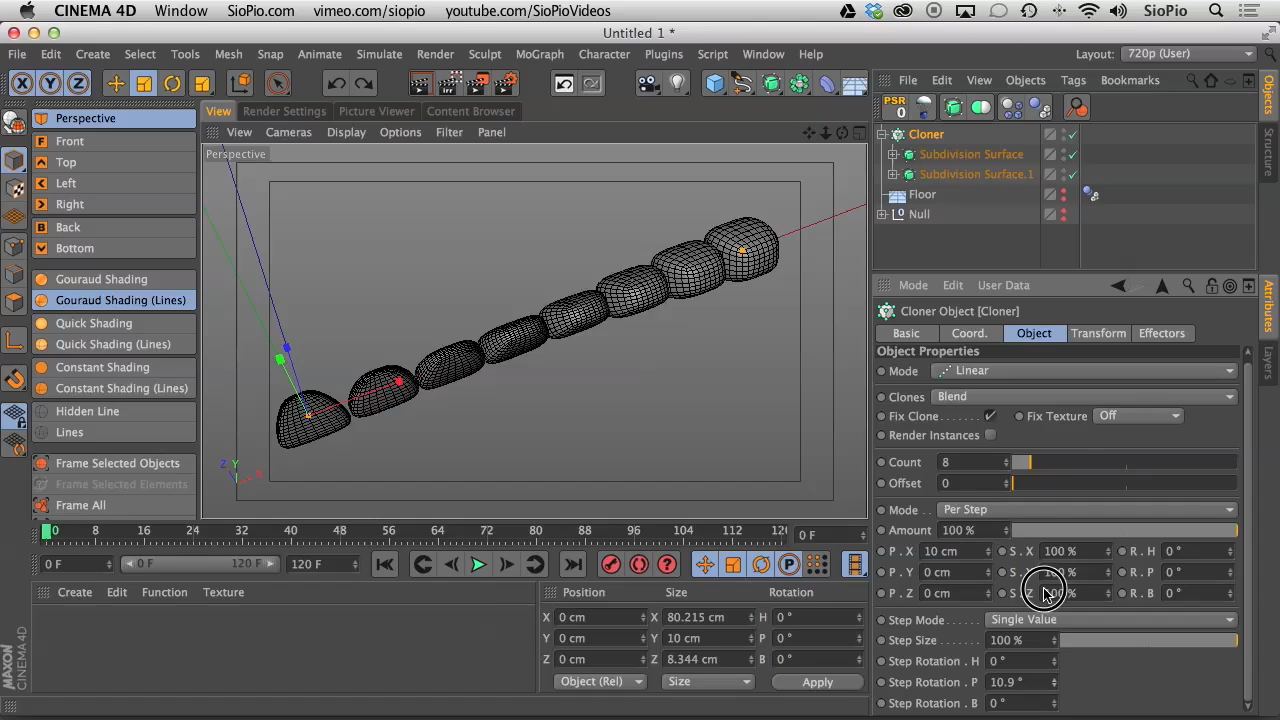 CINEMA 4D Window SioPio.com vimeo.com/siopio youtube.com/SioPioVideos SioPio
Untitled 1 *
File Edit Create Select Tools Mesh Snap Animate Simulate Render Sculpt MoGraph Character Plugins Script Window Help Layout: 720p (User)
X Y Z
File Edit View Objects Tags Bookmarks
PSR
0
View Render Settings Picture Viewer Content Browser
View Cameras Display Options Filter Panel
Perspective
Perspective
F Front
T Top
L Left
R Right
B Back
B Bottom
Gouraud Shading
Gouraud Shading (Lines)
Quick Shading
Quick Shading (Lines)
Constant Shading
Constant Shading (Lines)
Hidden Line
Lines
Frame Selected Objects
Frame Selected Elements
Frame All
Z Y X
Cloner
Subdivision Surface
Subdivision Surface.1
Floor
Null
Objects
Structure
Attributes
Layers
Mode Edit User Data
Cloner Object [Cloner]
Basic Coord. Object Transform Effectors
Object Properties
Mode Linear
Clones Blend
Fix Clone Fix Texture Off
Render Instances
Count 8
Offset 0
Mode Per Step
Amount 100 %
P . X 10 cm S . X 100 % R . H 0 °
P . Y 0 cm S . Y 100 % R . P 0 °
P . Z 0 cm S . Z 100 % R . B 0 °
Step Mode Single Value
Step Size 100 %
Step Rotation . H 0 °
Step Rotation . P 10.9 °
Step Rotation . B 0 °
0 8 16 24 32 40 48 56 64 72 80 88 96 104 112 120 0 F
0 F 0 F 120 F 120 F
Create Edit Function Texture
Position Size Rotation
X 0 cm X 80.215 cm H 0 °
Y 0 cm Y 10 cm P 0 °
Z 0 cm Z 8.344 cm B 0 °
Object (Rel) Size Apply
MAXON
CINEMA 4D